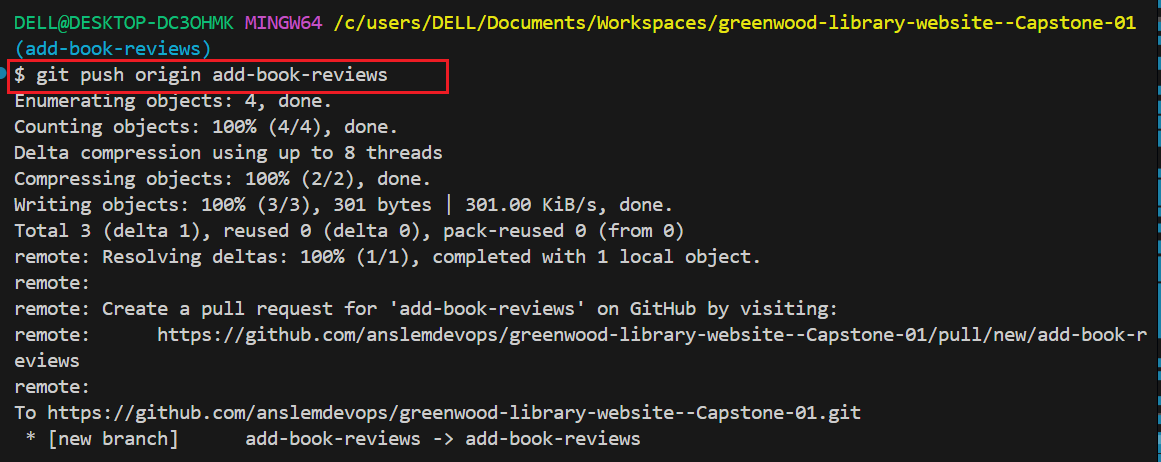 DELL@DESKTOP-DC3OHMK MINGW64 /c/users/DELL/Documents/Workspaces/greenwood-library-website--Capstone-01
(add-book-reviews)
$ git push origin add-book-reviews
Enumerating objects: 4, done.
Counting objects: 100% (4/4), done.
Delta compression using up to 8 threads
Compressing objects: 100% (2/2), done.
Writing objects: 100% (3/3), 301 bytes | 301.00 KiB/s, done.
Total 3 (delta 1), reused 0 (delta 0), pack-reused 0 (from 0)
remote: Resolving deltas: 100% (1/1), completed with 1 local object.
remote:
remote: Create a pull request for 'add-book-reviews' on GitHub by visiting:
remote:      https://github.com/anslemdevops/greenwood-library-website--Capstone-01/pull/new/add-book-r
eviews
remote:
To https://github.com/anslemdevops/greenwood-library-website--Capstone-01.git
 * [new branch]      add-book-reviews -> add-book-reviews